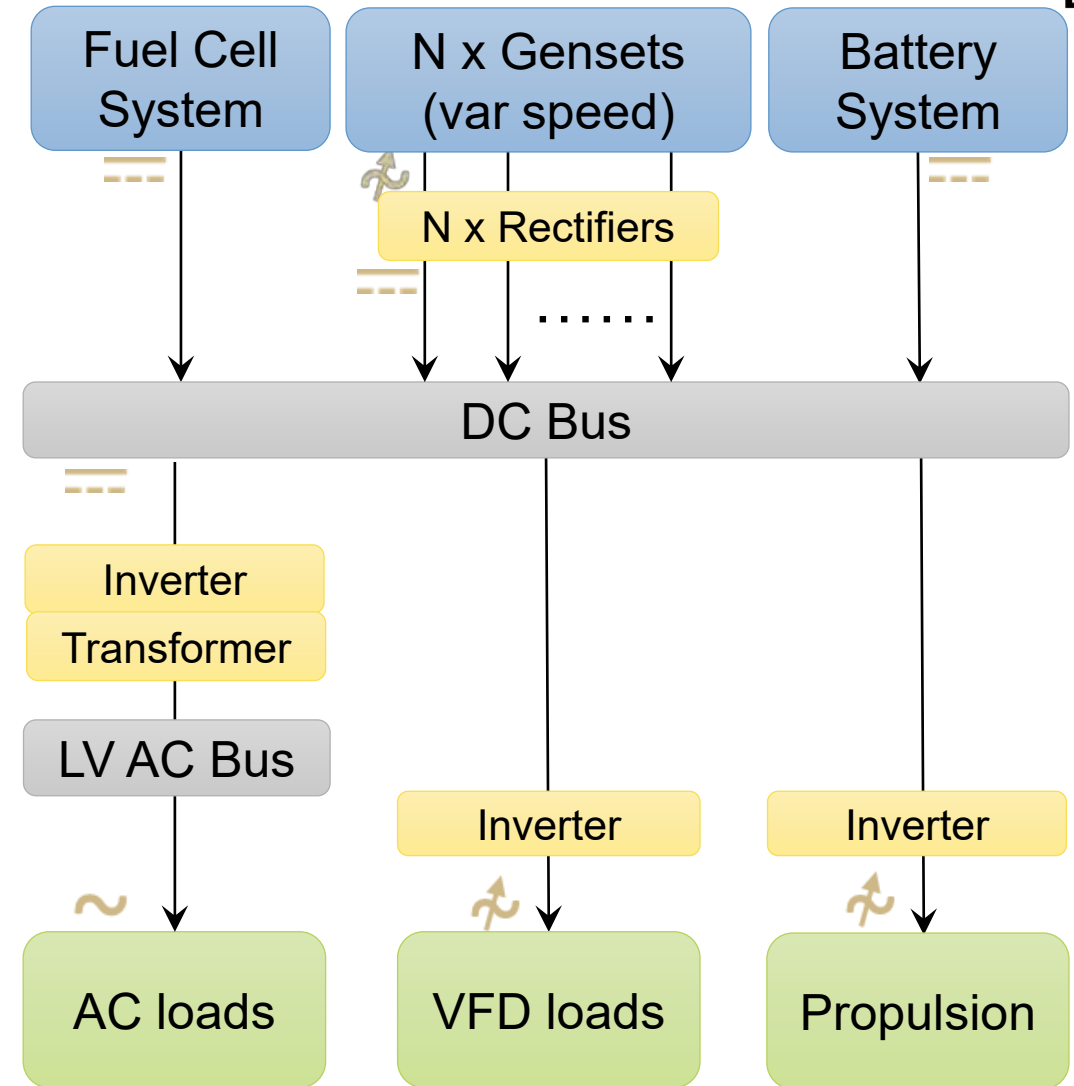 Fuel Cell
System
N x Gensets
(var speed)
Battery
System
N x Rectifiers
......
DC Bus
Inverter
Transformer
LV AC Bus
Inverter
Inverter
AC loads
VFD loads
Propulsion